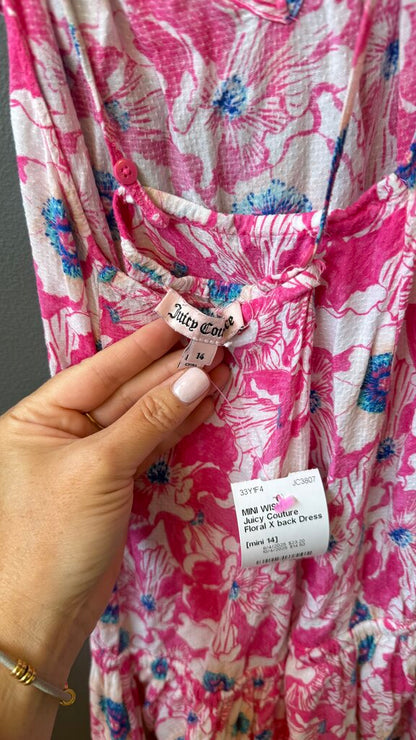 Juicy Couture
14
33Y1F4 JC3807
MINI WIS
Juicy Couture
Floral X back Dress
[mini 14]